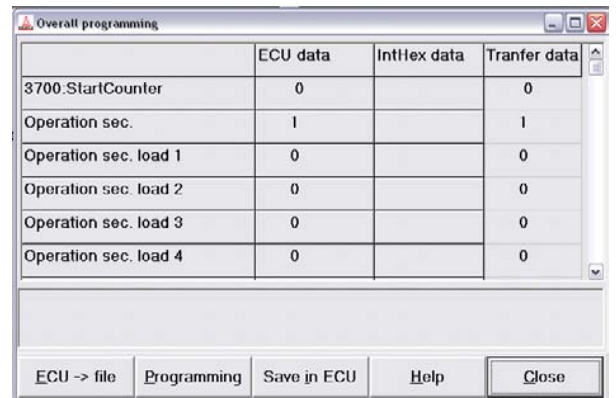 Overall programming
ECU data IntHex data Tranfer data
3700:StartCounter 0 0
Operation sec. 1 1
Operation sec. load 1 0 0
Operation sec. load 2 0 0
Operation sec. load 3 0 0
Operation sec. load 4 0 0
ECU -> file Programming Save in ECU Help Close